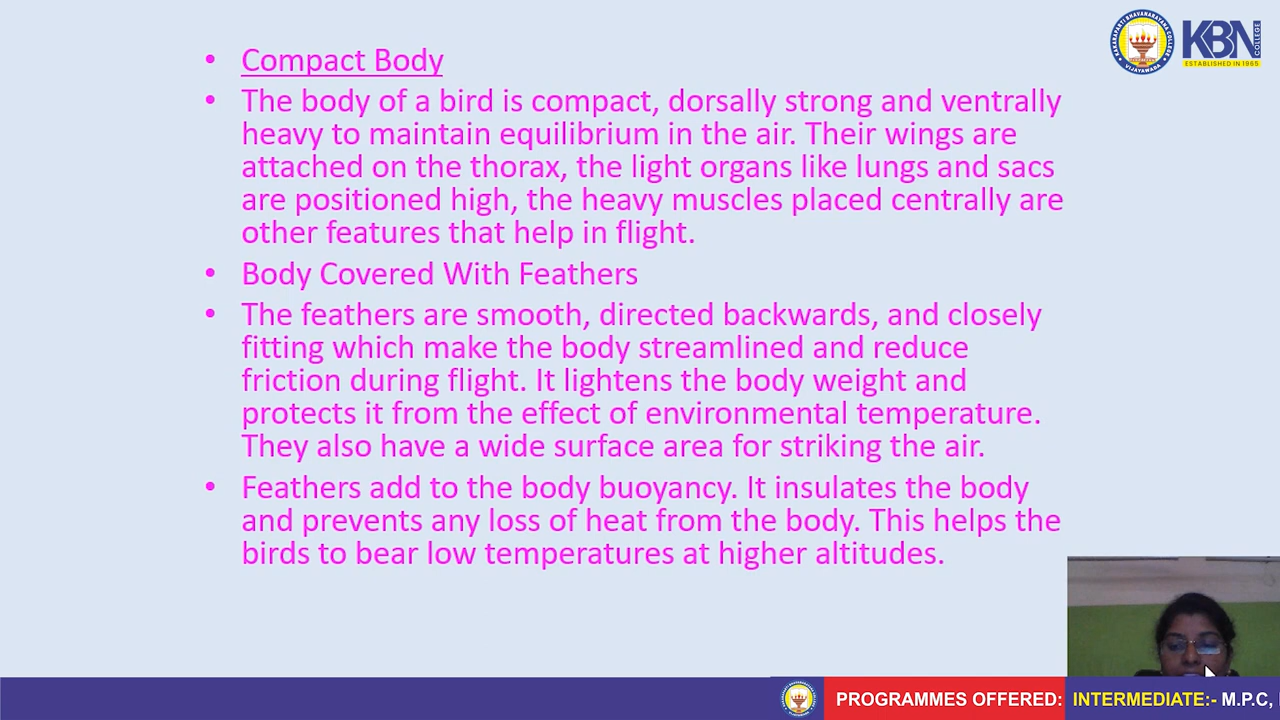 • Compact Body
• The body of a bird is compact, dorsally strong and ventrally
heavy to maintain equilibrium in the air. Their wings are
attached on the thorax, the light organs like lungs and sacs
are positioned high, the heavy muscles placed centrally are
other features that help in flight.
• Body Covered With Feathers
• The feathers are smooth, directed backwards, and closely
fitting which make the body streamlined and reduce
friction during flight. It lightens the body weight and
protects it from the effect of environmental temperature.
They also have a wide surface area for striking the air.
• Feathers add to the body buoyancy. It insulates the body
and prevents any loss of heat from the body. This helps the
birds to bear low temperatures at higher altitudes.
KAKARAPARTI BHAVANARAYANA COLLEGE
VIJAYAWADA
KBN
COLLEGE
ESTABLISHED IN 1965
PROGRAMMES OFFERED: INTERMEDIATE:- M.P.C,